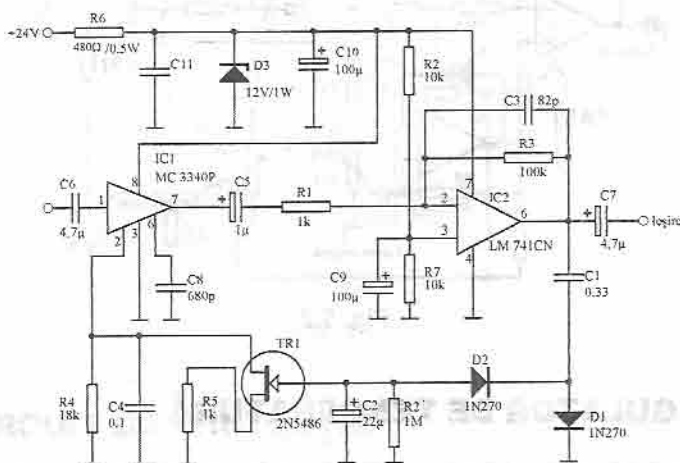 +24V
R6
480Ω/0.5W
C11
D3
12V/1W
C10
100µ
+
R2
10k
C3
82p
R3
100k
IC1
MC 3340P
C6
4,7µ
1
8
7
2
3
6
C8
680p
C5
+
1µ
R1
1k
2
3
7
4
6
IC2
LM 741CN
C7
+
4,7µ
Ieşire
C9
100µ
+
R7
10k
C1
0.33
TR1
2N5486
D2
1N270
D1
1N270
R4
18k
C4
0,1
R5
1k
C2
22µ
+
R2
1M